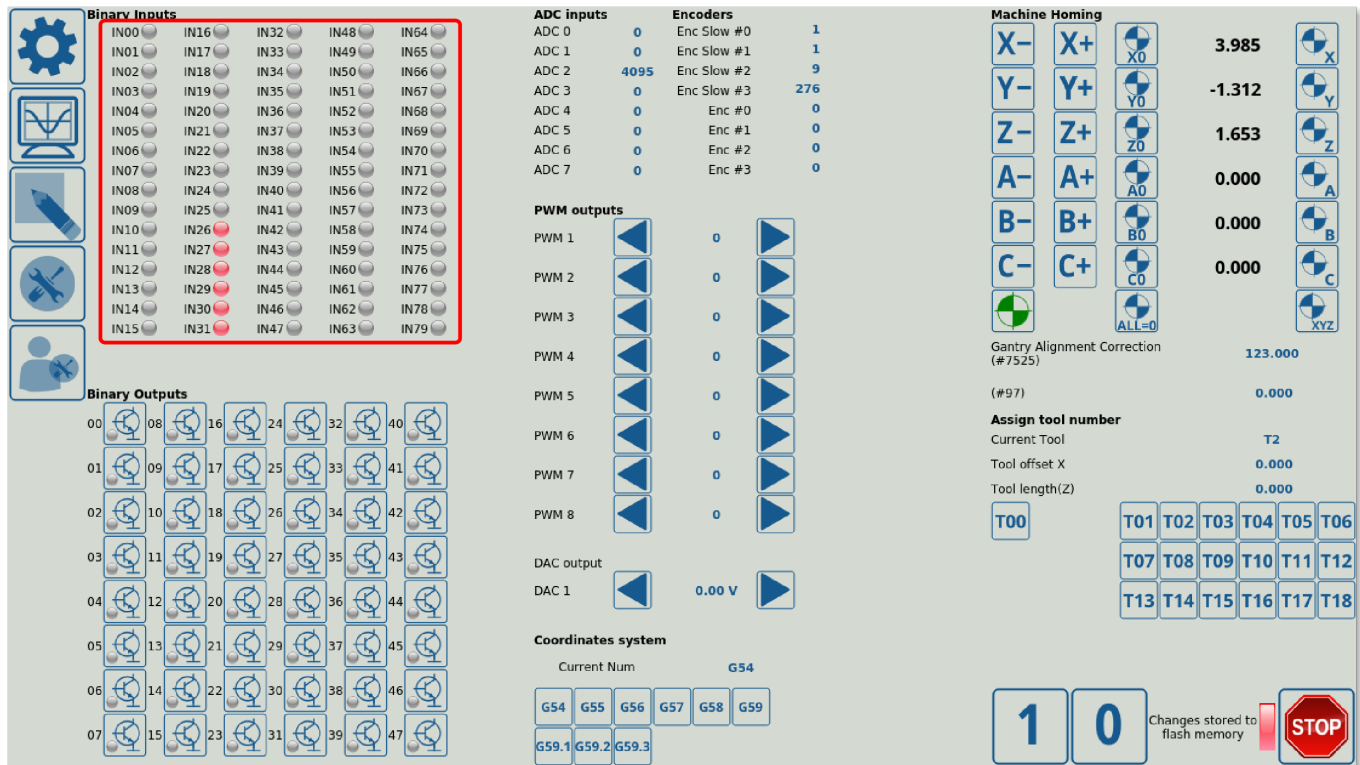 Binary Inputs
IN00 IN16 IN32 IN48 IN64
IN01 IN17 IN33 IN49 IN65
IN02 IN18 IN34 IN50 IN66
IN03 IN19 IN35 IN51 IN67
IN04 IN20 IN36 IN52 IN68
IN05 IN21 IN37 IN53 IN69
IN06 IN22 IN38 IN54 IN70
IN07 IN23 IN39 IN55 IN71
IN08 IN24 IN40 IN56 IN72
IN09 IN25 IN41 IN57 IN73
IN10 IN26 IN42 IN58 IN74
IN11 IN27 IN43 IN59 IN75
IN12 IN28 IN44 IN60 IN76
IN13 IN29 IN45 IN61 IN77
IN14 IN30 IN46 IN62 IN78
IN15 IN31 IN47 IN63 IN79
Binary Outputs
00 08 16 24 32 40
01 09 17 25 33 41
02 10 18 26 34 42
03 11 19 27 35 43
04 12 20 28 36 44
05 13 21 29 37 45
06 14 22 30 38 46
07 15 23 31 39 47
ADC inputs Encoders
ADC 0 0 Enc Slow #0 1
ADC 1 0 Enc Slow #1 1
ADC 2 4095 Enc Slow #2 9
ADC 3 0 Enc Slow #3 276
ADC 4 0 Enc #0 0
ADC 5 0 Enc #1 0
ADC 6 0 Enc #2 0
ADC 7 0 Enc #3 0
PWM outputs
PWM 1 0
PWM 2 0
PWM 3 0
PWM 4 0
PWM 5 0
PWM 6 0
PWM 7 0
PWM 8 0
DAC output
DAC 1 0.00 V
Coordinates system
Current Num G54
G54 G55 G56 G57 G58 G59
G59.1 G59.2 G59.3
Machine Homing
X− X+ X0 3.985 X
Y− Y+ Y0 -1.312 Y
Z− Z+ Z0 1.653 Z
A− A+ A0 0.000 A
B− B+ B0 0.000 B
C− C+ C0 0.000 C
ALL=0 XYZ
Gantry Alignment Correction
(#7525) 123.000
(#97) 0.000
Assign tool number
Current Tool T2
Tool offset X 0.000
Tool length(Z) 0.000
T00 T01 T02 T03 T04 T05 T06
T07 T08 T09 T10 T11 T12
T13 T14 T15 T16 T17 T18
1 0 Changes stored to
flash memory
STOP